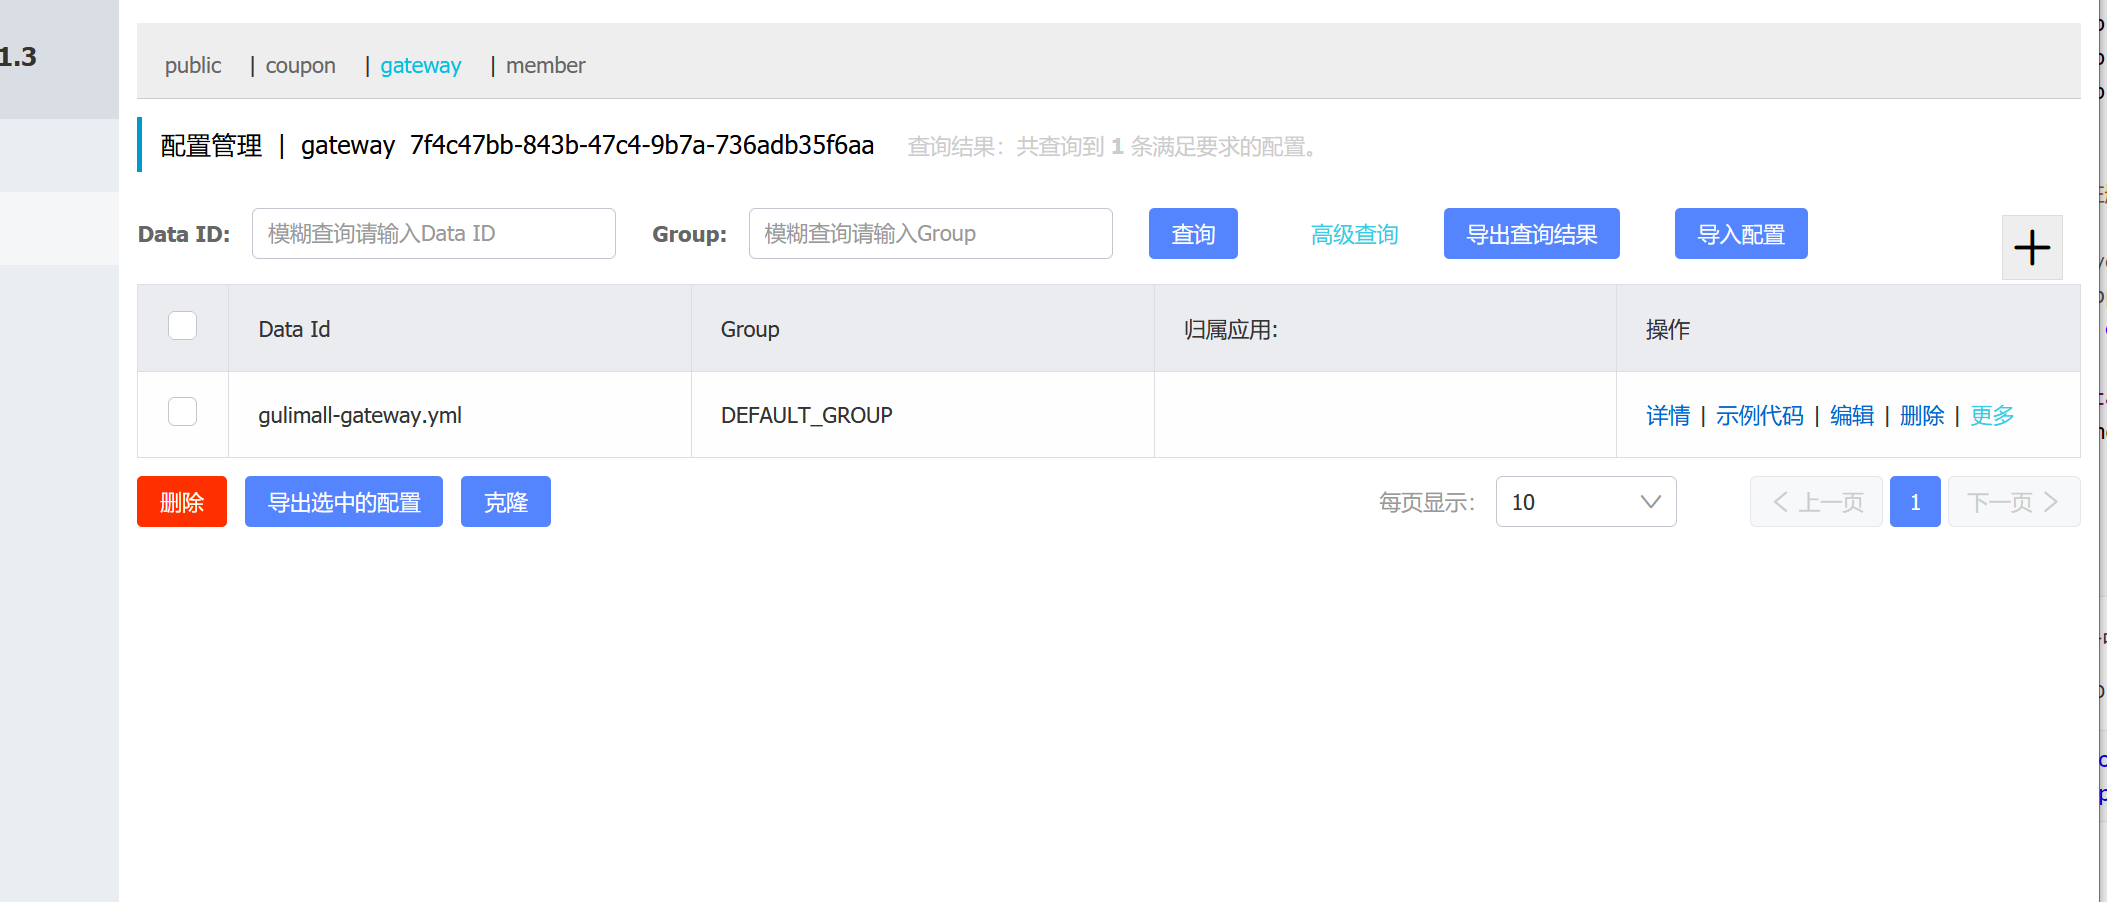 1.3
public | coupon | gateway | member
配置管理 | gateway 7f4c47bb-843b-47c4-9b7a-736adb35f6aa 查询结果：共查询到 1 条满足要求的配置。
Data ID: 模糊查询请输入Data ID Group: 模糊查询请输入Group 查询 高级查询 导出查询结果 导入配置
Data Id Group 归属应用: 操作
gulimall-gateway.yml DEFAULT_GROUP 详情 | 示例代码 | 编辑 | 删除 | 更多
删除 导出选中的配置 克隆 每页显示： 10 上一页 1 下一页